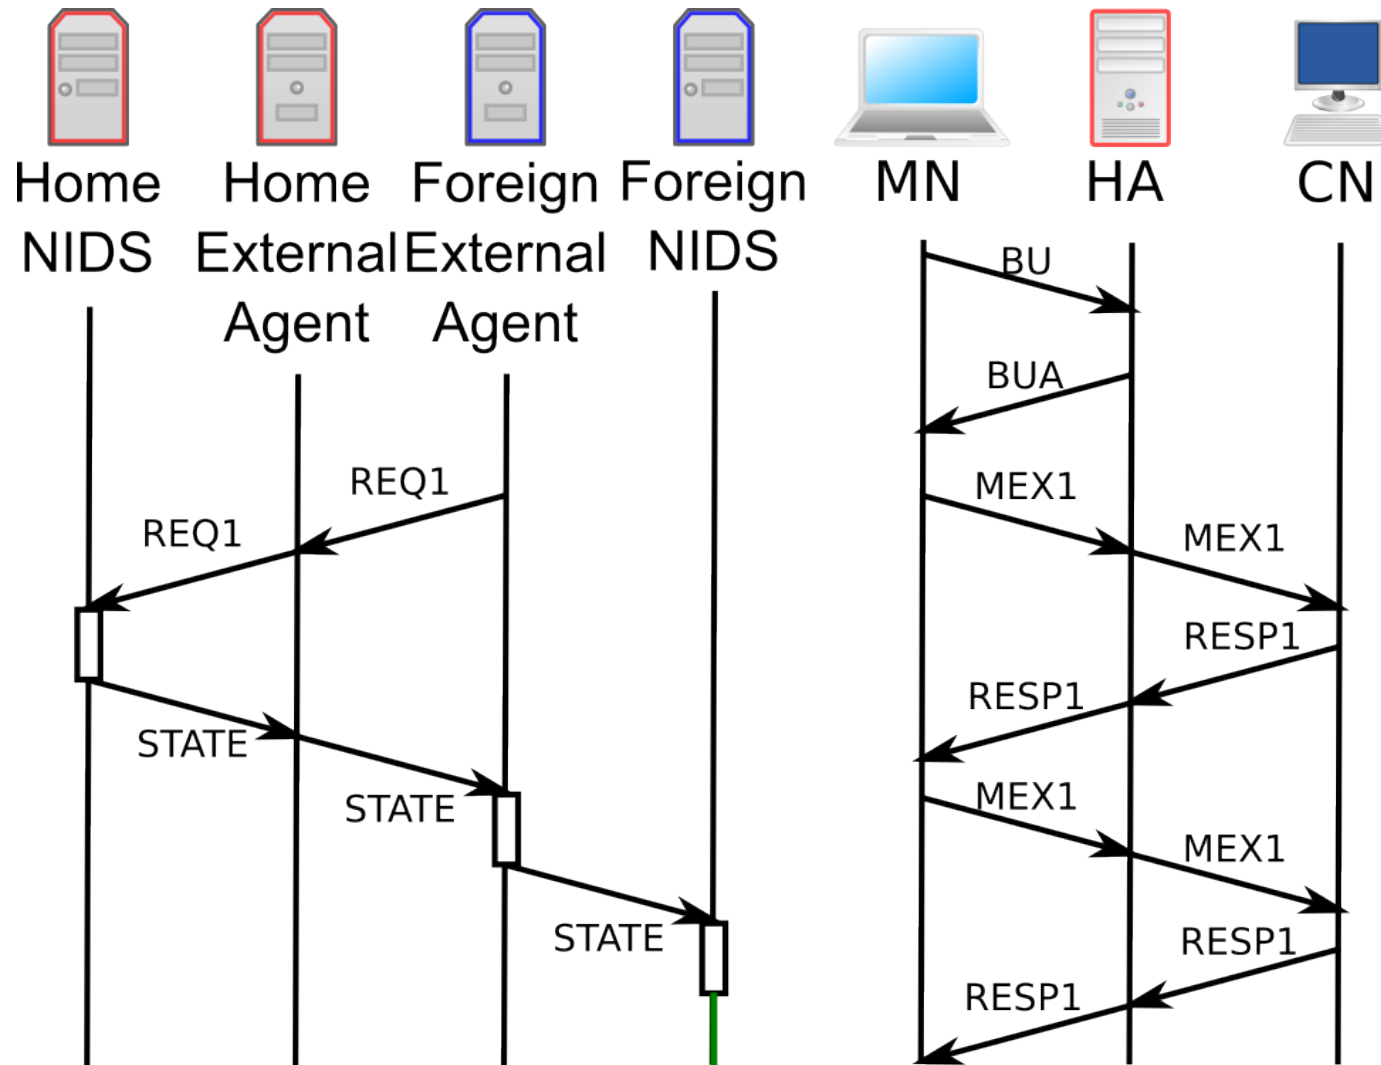 Home
NIDS
Home
External
Agent
Foreign
External
Agent
Foreign
NIDS
MN
HA
CN
BU
BUA
REQ1
REQ1
STATE
STATE
STATE
MEX1
MEX1
RESP1
RESP1
MEX1
MEX1
RESP1
RESP1